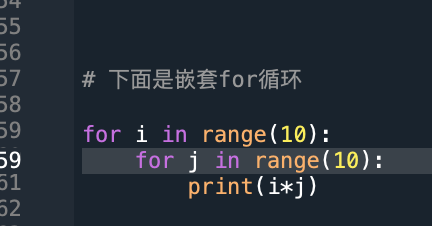 54
55
56
57 # 下面是嵌套for循环
58
59 for i in range(10):
59     for j in range(10):
61         print(i*j)
62